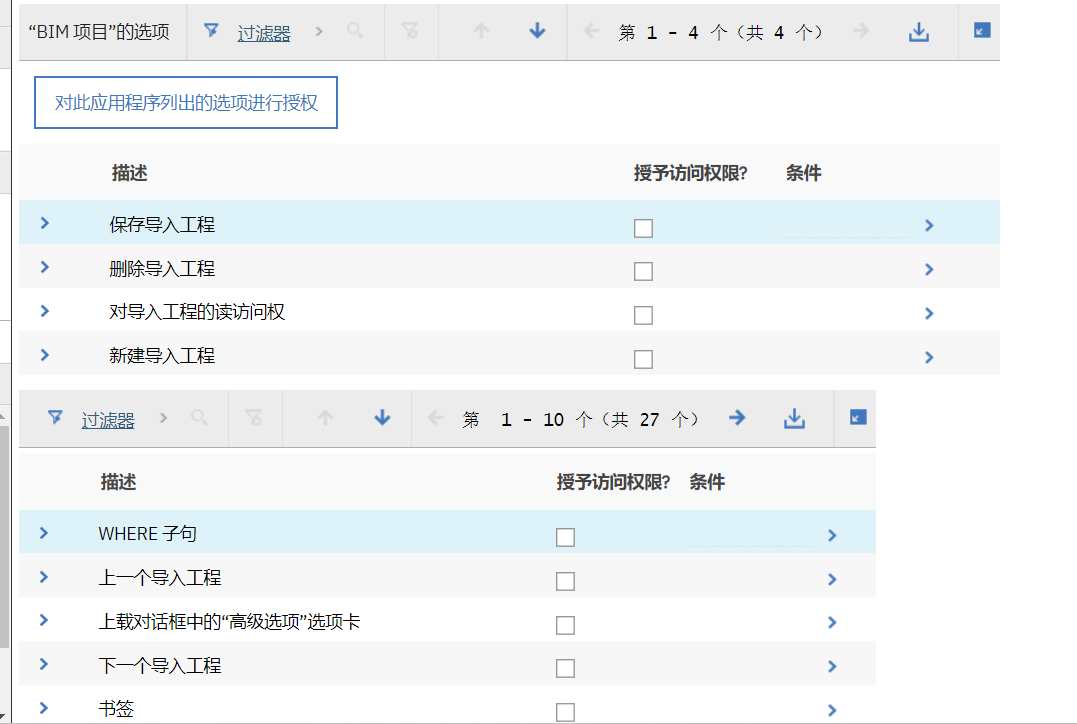 “BIM 项目”的选项 过滤器 第 1 - 4 个（共 4 个）
对此应用程序列出的选项进行授权
描述 授予访问权限? 条件
保存导入工程
删除导入工程
对导入工程的读访问权
新建导入工程
过滤器 第 1 - 10 个（共 27 个）
描述 授予访问权限? 条件
WHERE 子句
上一个导入工程
上载对话框中的“高级选项”选项卡
下一个导入工程
书签